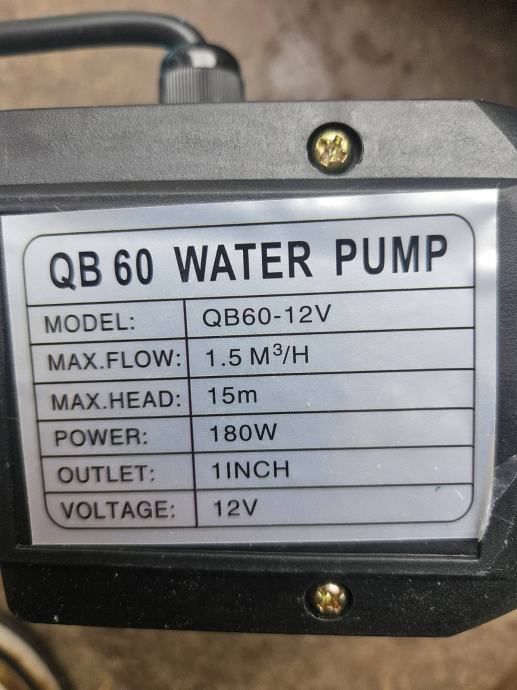 QB 60 WATER PUMP
MODEL: QB60-12V
MAX.FLOW: 1.5 M³/H
MAX.HEAD: 15m
POWER: 180W
OUTLET: 1INCH
VOLTAGE: 12V